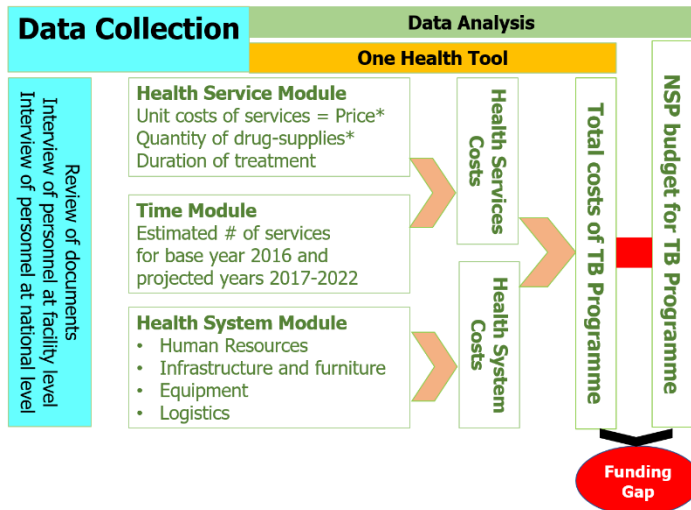 Data Collection
Data Analysis
One Health Tool
Review of documents
Interview of personnel at facility level
Interview of personnel at national level
Health Service Module
Unit costs of services = Price*
Quantity of drug-supplies*
Duration of treatment
Time Module
Estimated # of services
for base year 2016 and
projected years 2017-2022
Health System Module
• Human Resources
• Infrastructure and furniture
• Equipment
• Logistics
Health Services
Costs
Health System
Costs
Total costs of TB Programme
NSP budget for TB Programme
Funding
Gap